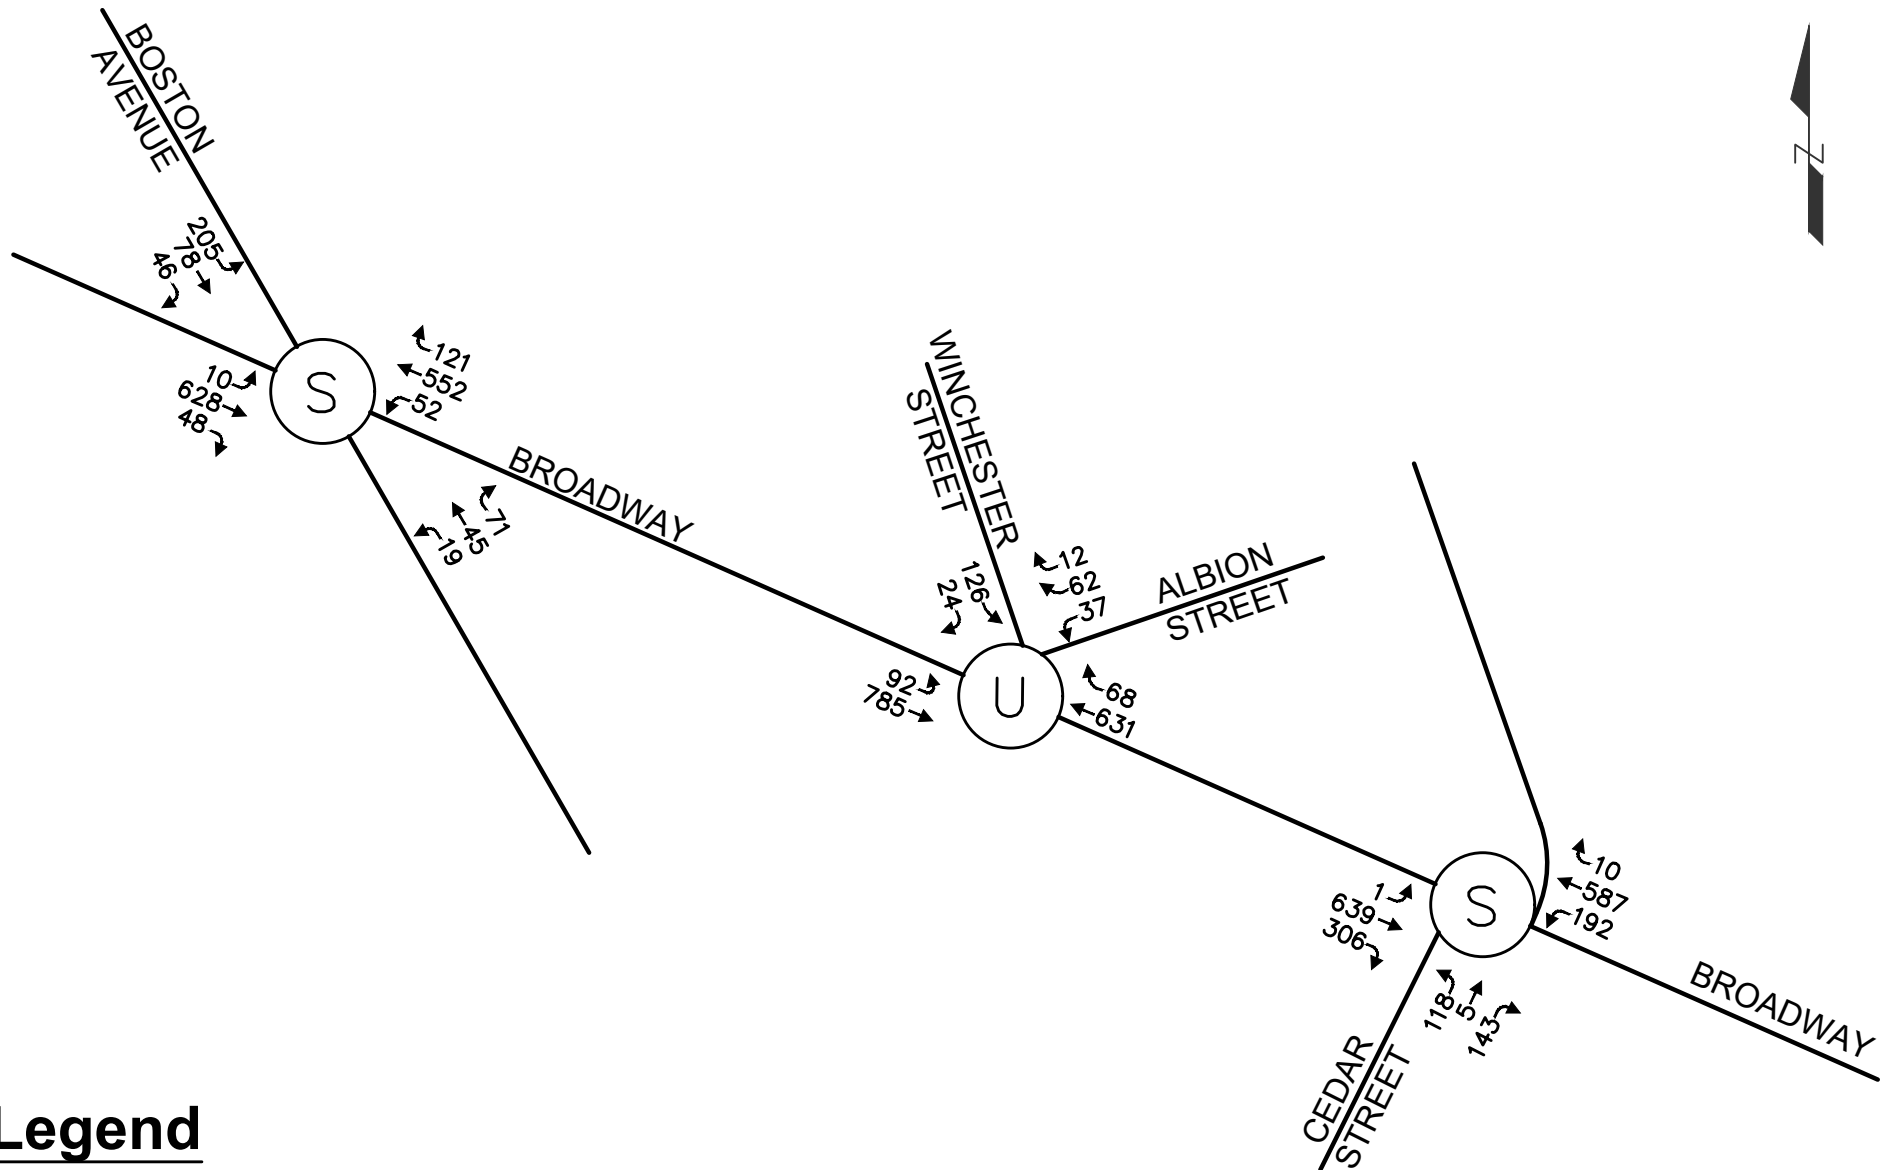 BOSTON
AVENUE
205
78
46
10
628
48
S
121
552
52
71
45
19
BROADWAY
WINCHESTER
STREET
126
24
12
62
37
ALBION
STREET
92
785
U
68
631
1
639
306
S
10
587
192
118
5
143
CEDAR
STREET
BROADWAY
N
Legend